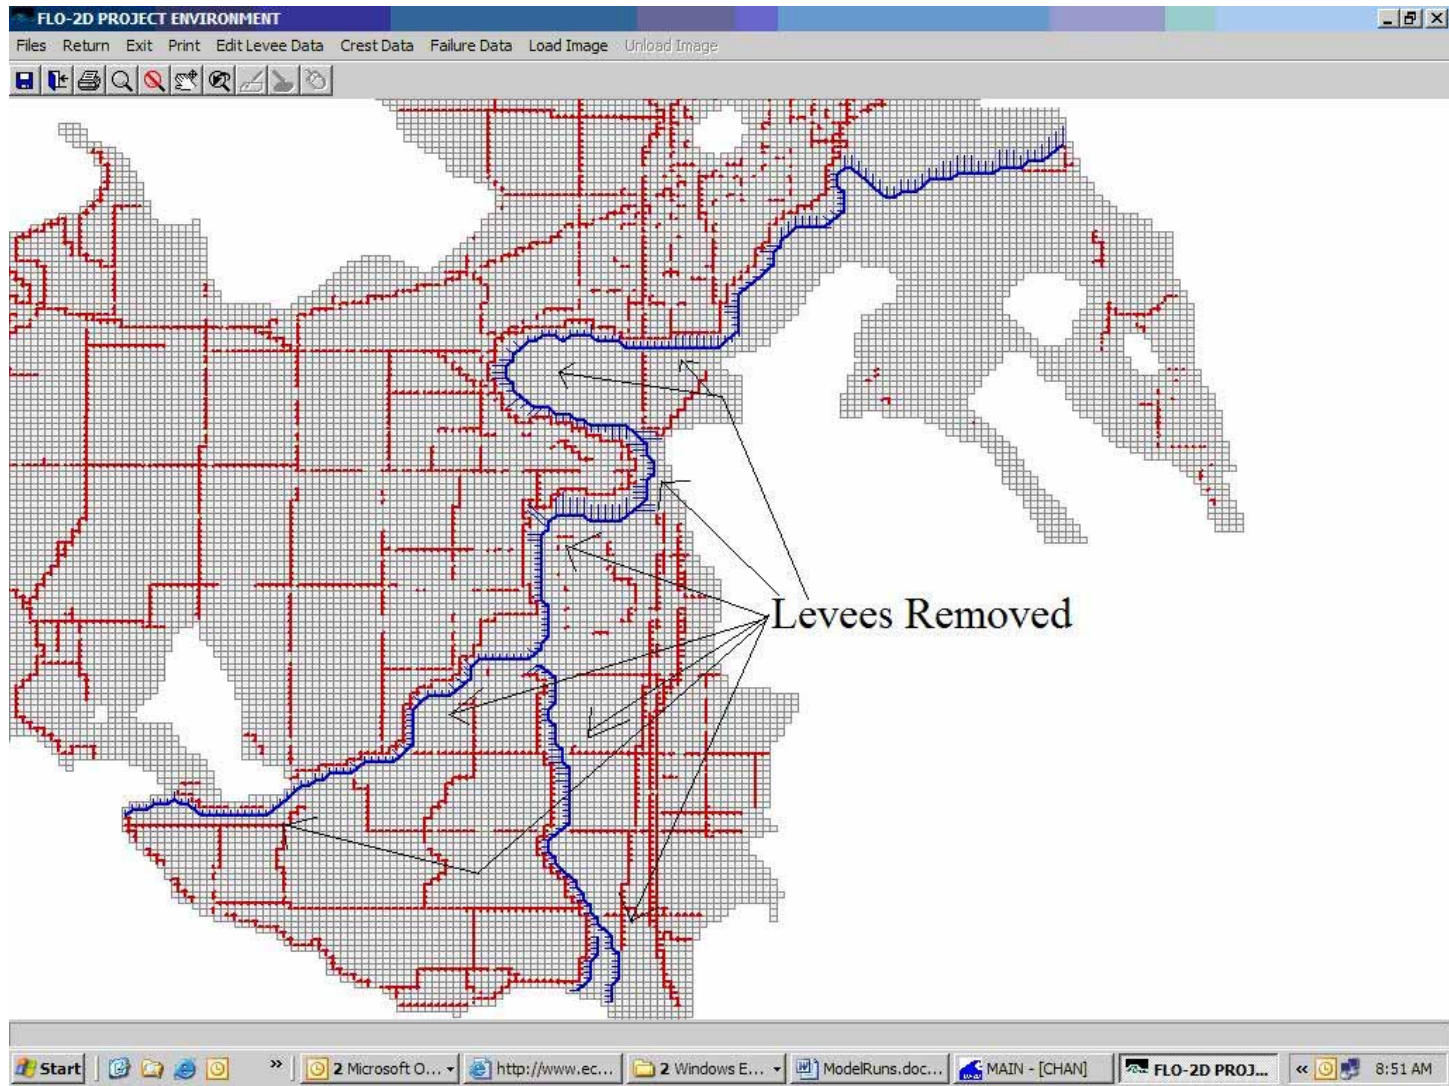 FLO-2D PROJECT ENVIRONMENT
Files Return Exit Print Edit Levee Data Crest Data Failure Data Load Image Unload Image
Levees Removed
Start » 2 Microsoft O... http://www.ec... 2 Windows E... ModelRuns.doc... MAIN - [CHAN] FLO-2D PROJ... « 8:51 AM